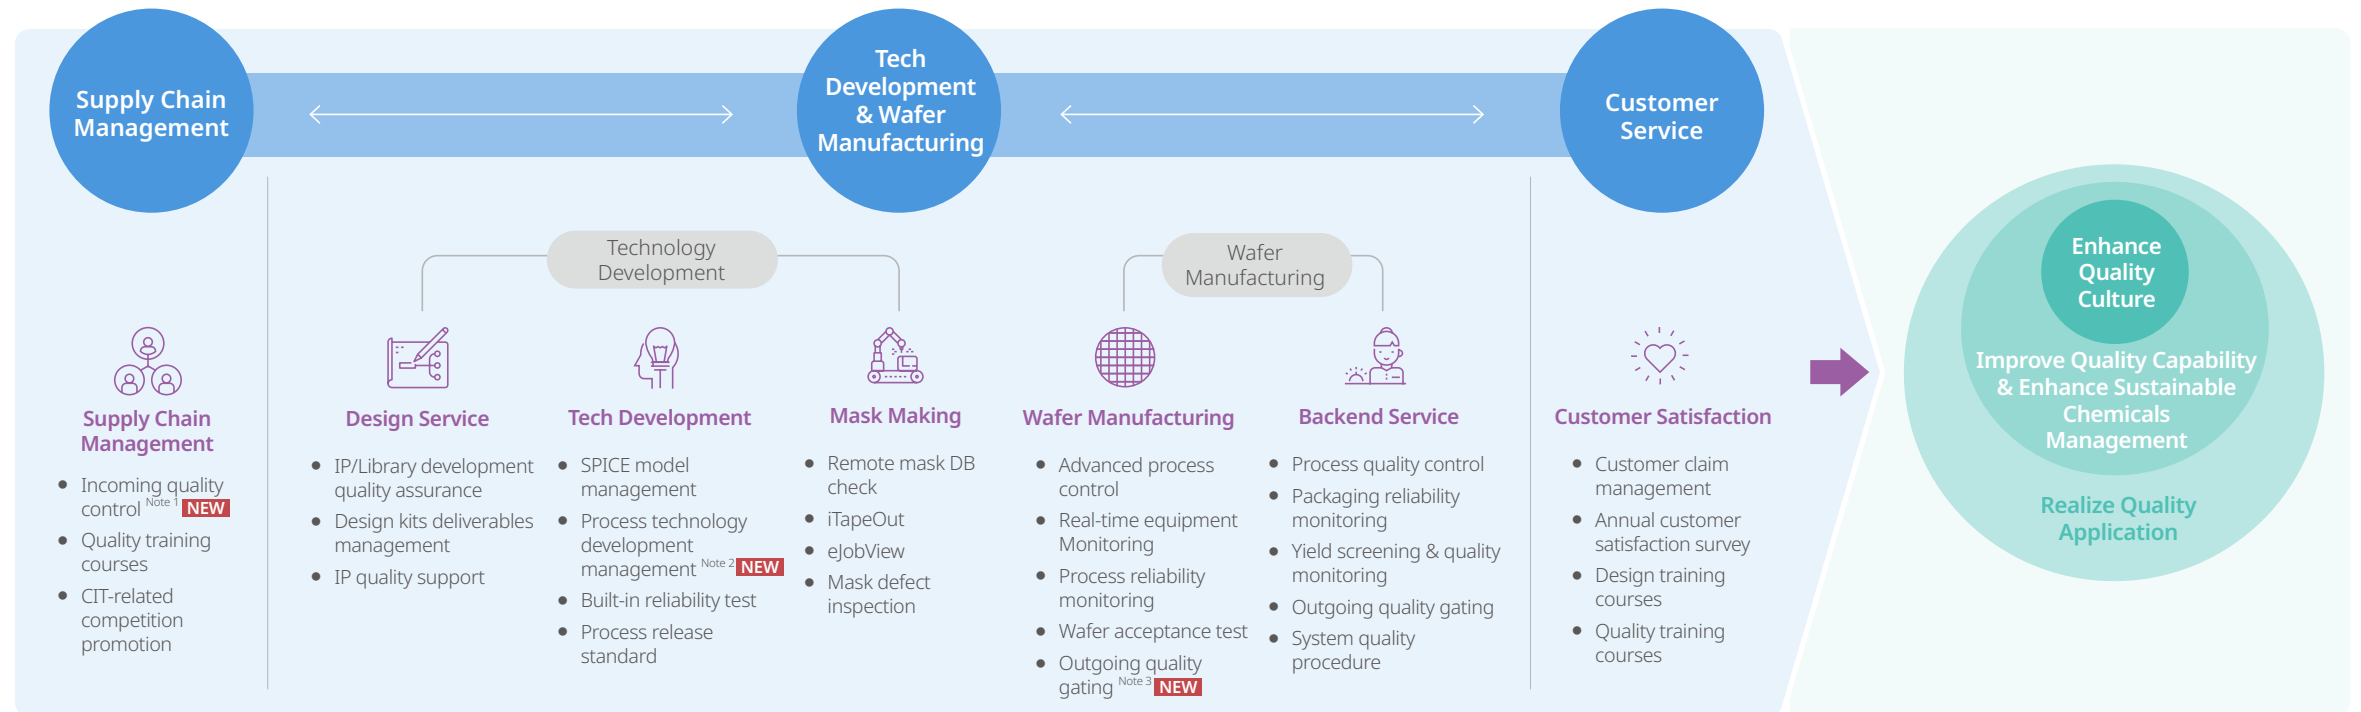 Supply Chain
Management
Tech
Development
& Wafer
Manufacturing
Customer
Service
Technology
Development
Wafer
Manufacturing
Supply Chain
Management
• Incoming quality
control Note 1 NEW
• Quality training
courses
• CIT-related
competition
promotion
Design Service
• IP/Library development
quality assurance
• Design kits deliverables
management
• IP quality support
Tech Development
• SPICE model
management
• Process technology
development
management Note 2 NEW
• Built-in reliability test
• Process release
standard
Mask Making
• Remote mask DB
check
• iTapeOut
• eJobView
• Mask defect
inspection
Wafer Manufacturing
• Advanced process
control
• Real-time equipment
Monitoring
• Process reliability
monitoring
• Wafer acceptance test
• Outgoing quality
gating Note 3 NEW
Backend Service
• Process quality control
• Packaging reliability
monitoring
• Yield screening & quality
monitoring
• Outgoing quality gating
• System quality
procedure
Customer Satisfaction
• Customer claim
management
• Annual customer
satisfaction survey
• Design training
courses
• Quality training
courses
Enhance
Quality
Culture
Improve Quality Capability
& Enhance Sustainable
Chemicals
Management
Realize Quality
Application